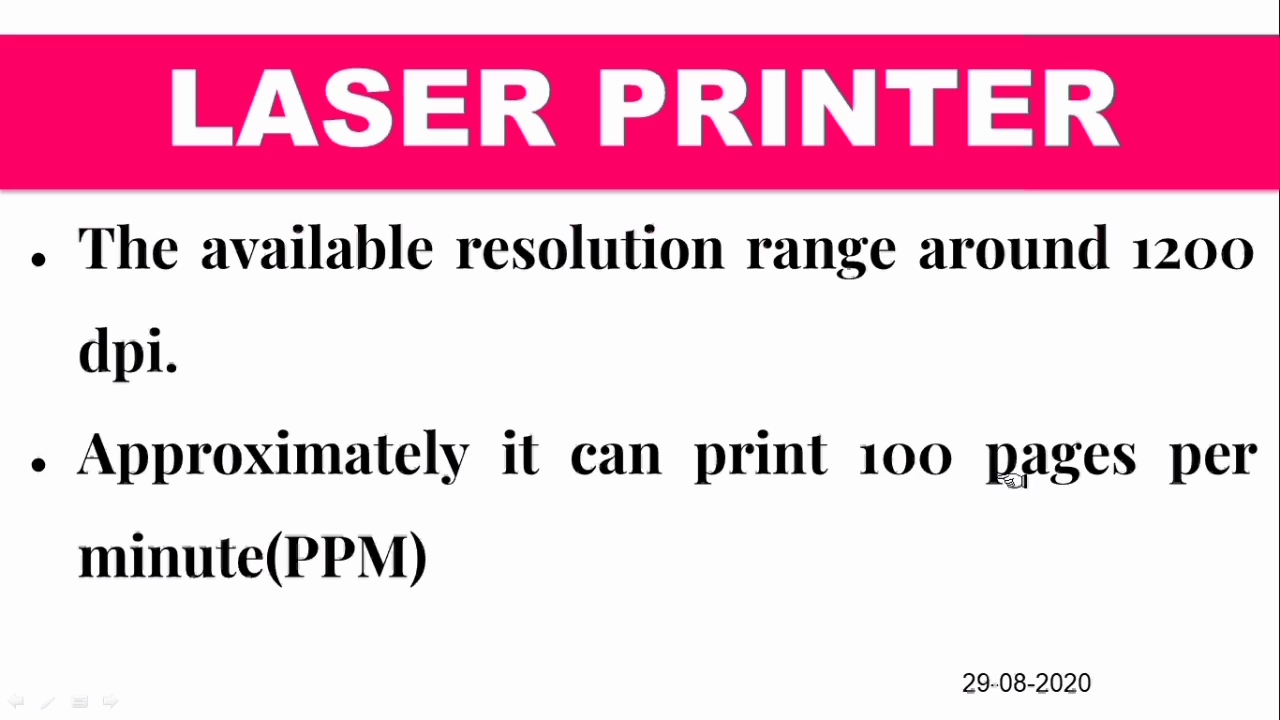 LASER PRINTER
• The available resolution range around 1200
dpi.
• Approximately it can print 100 pages per
minute(PPM)
29-08-2020